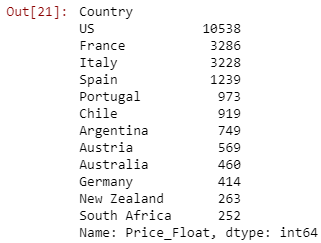 Out[21]: Country
US 10538
France 3286
Italy 3228
Spain 1239
Portugal 973
Chile 919
Argentina 749
Austria 569
Australia 460
Germany 414
New Zealand 263
South Africa 252
Name: Price_Float, dtype: int64